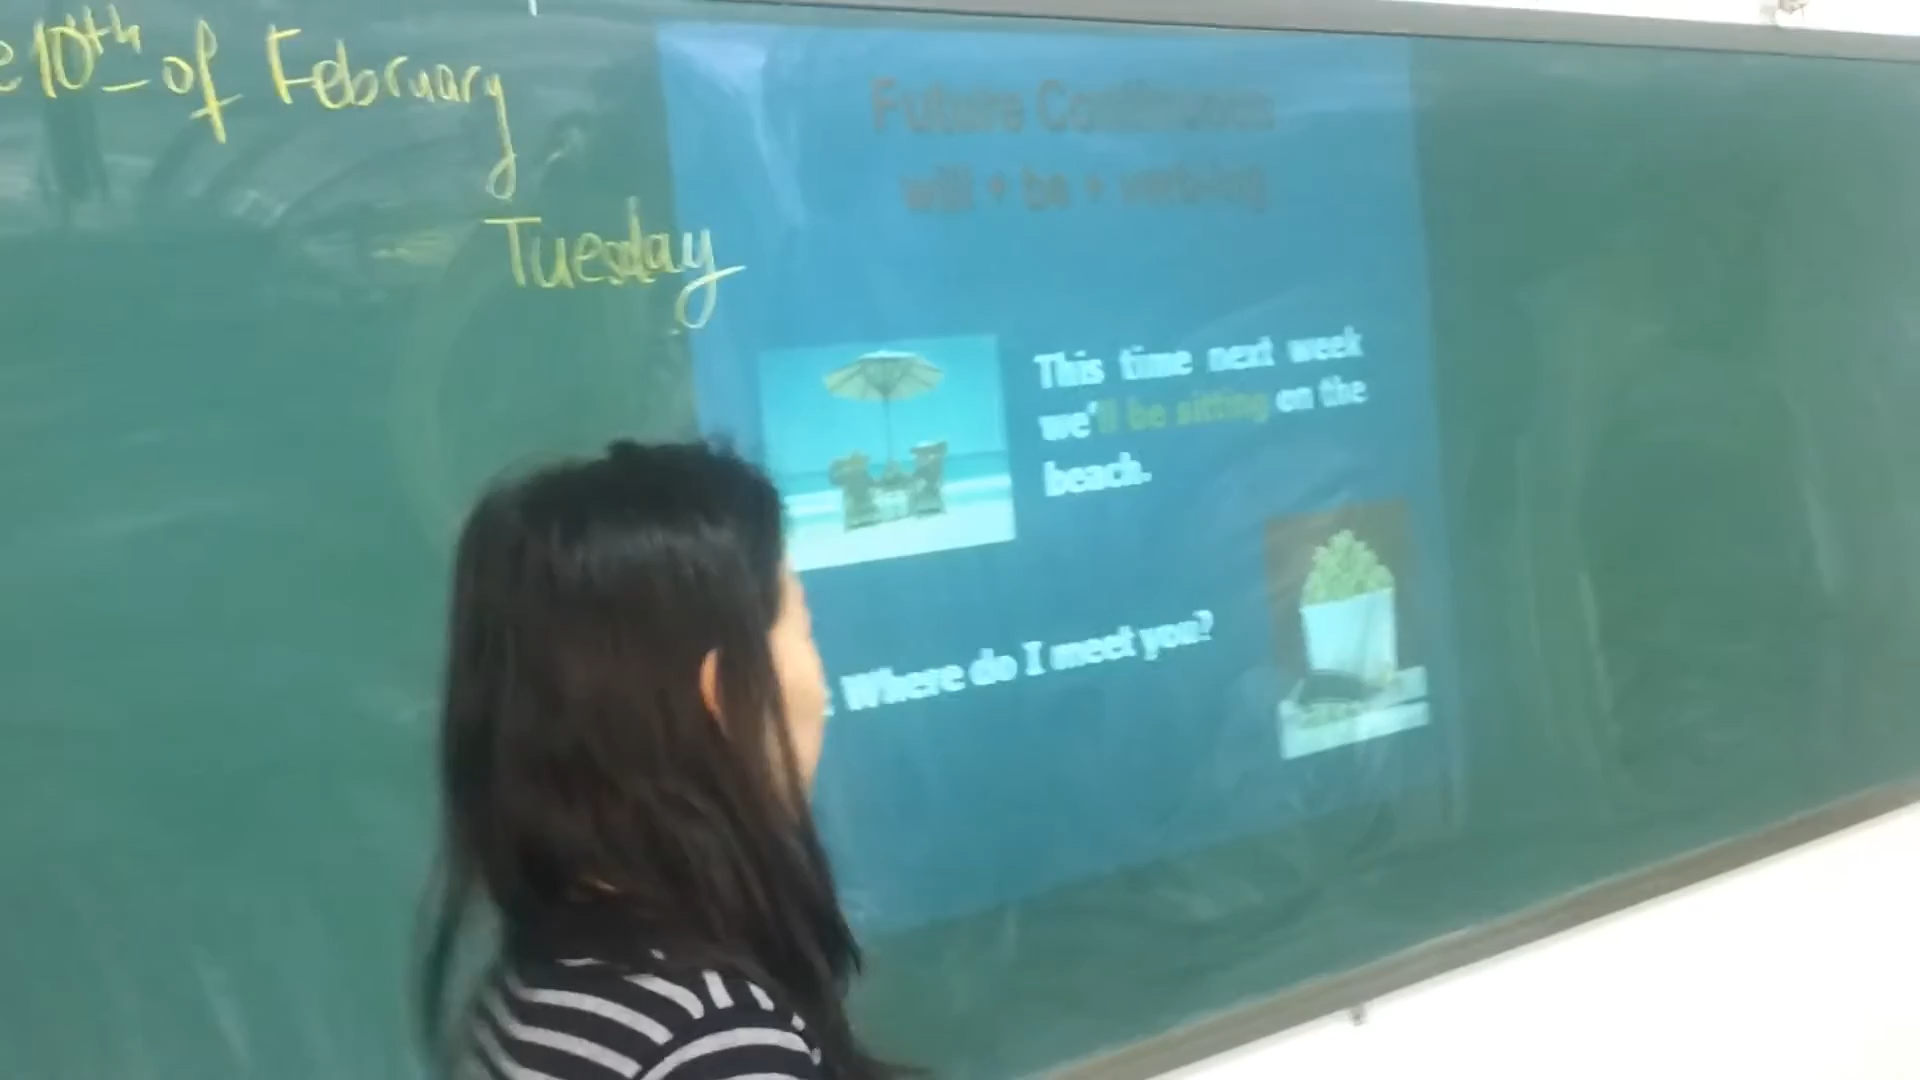 10th of February
Tuesday
Future Continuous
will + be + verb-ing
This time next week
we'll be sitting on the
beach.
: Where do I meet you?